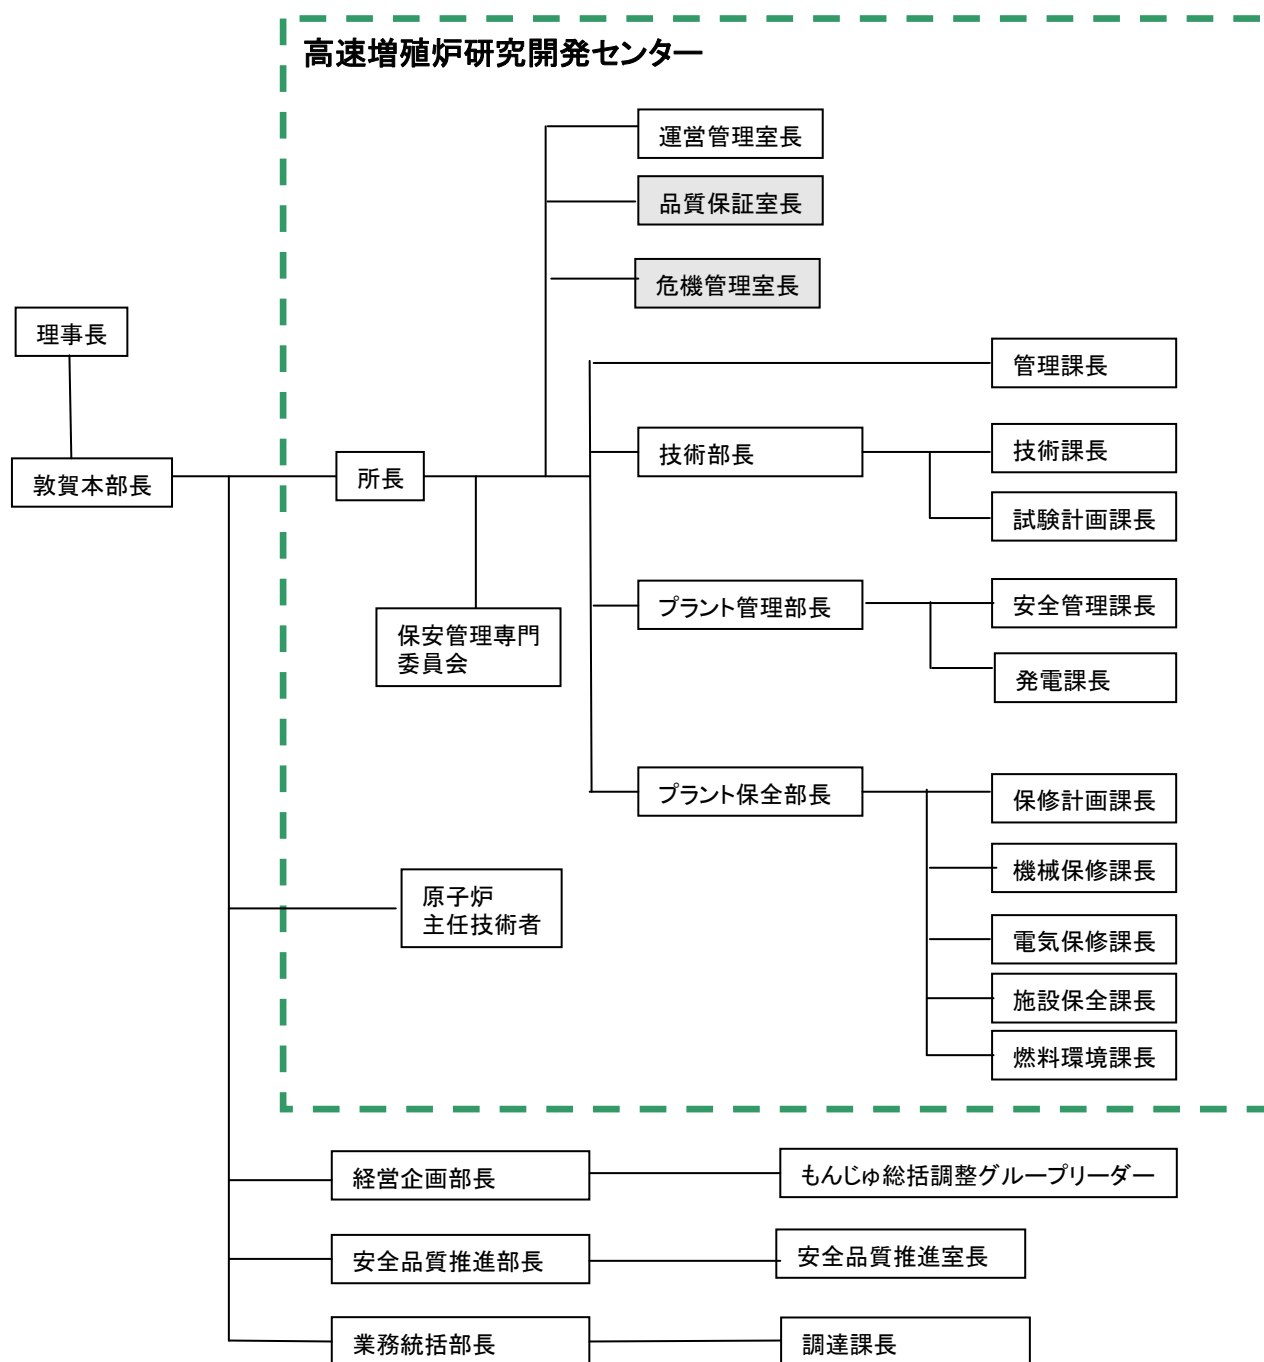 高速増殖炉研究開発センター
運営管理室長
品質保証室長
危機管理室長
理事長
管理課長
技術部長
技術課長
敦賀本部長
所長
試験計画課長
プラント管理部長
安全管理課長
保安管理専門
委員会
発電課長
プラント保全部長
保修計画課長
機械保修課長
原子炉
主任技術者
電気保修課長
施設保全課長
燃料環境課長
経営企画部長
もんじゅ総括調整グループリーダー
安全品質推進部長
安全品質推進室長
業務統括部長
調達課長